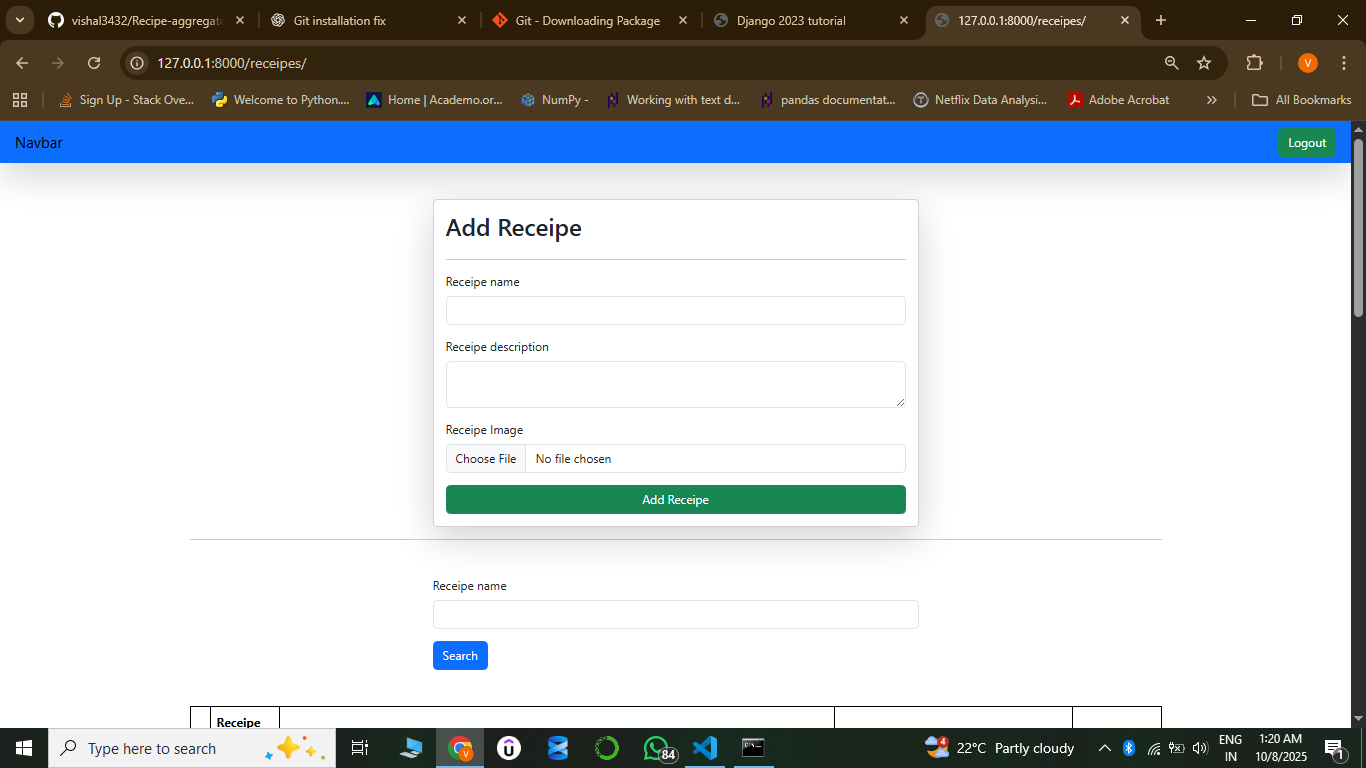 vishal3432/Recipe-aggregat
Git installation fix
Git - Downloading Package
Django 2023 tutorial
127.0.0.1:8000/receipes/
127.0.0.1:8000/receipes/
V
Sign Up - Stack Ove...
Welcome to Python....
Home | Academo.or...
NumPy -
Working with text d...
pandas documentat...
Netflix Data Analysi...
Adobe Acrobat
All Bookmarks
Navbar
Logout
Add Receipe
Receipe name
Receipe description
Receipe Image
Choose File No file chosen
Add Receipe
Receipe name
Search
Receipe
Type here to search
V
84
4
22°C Partly cloudy
ENG
IN
1:20 AM
10/8/2025
1